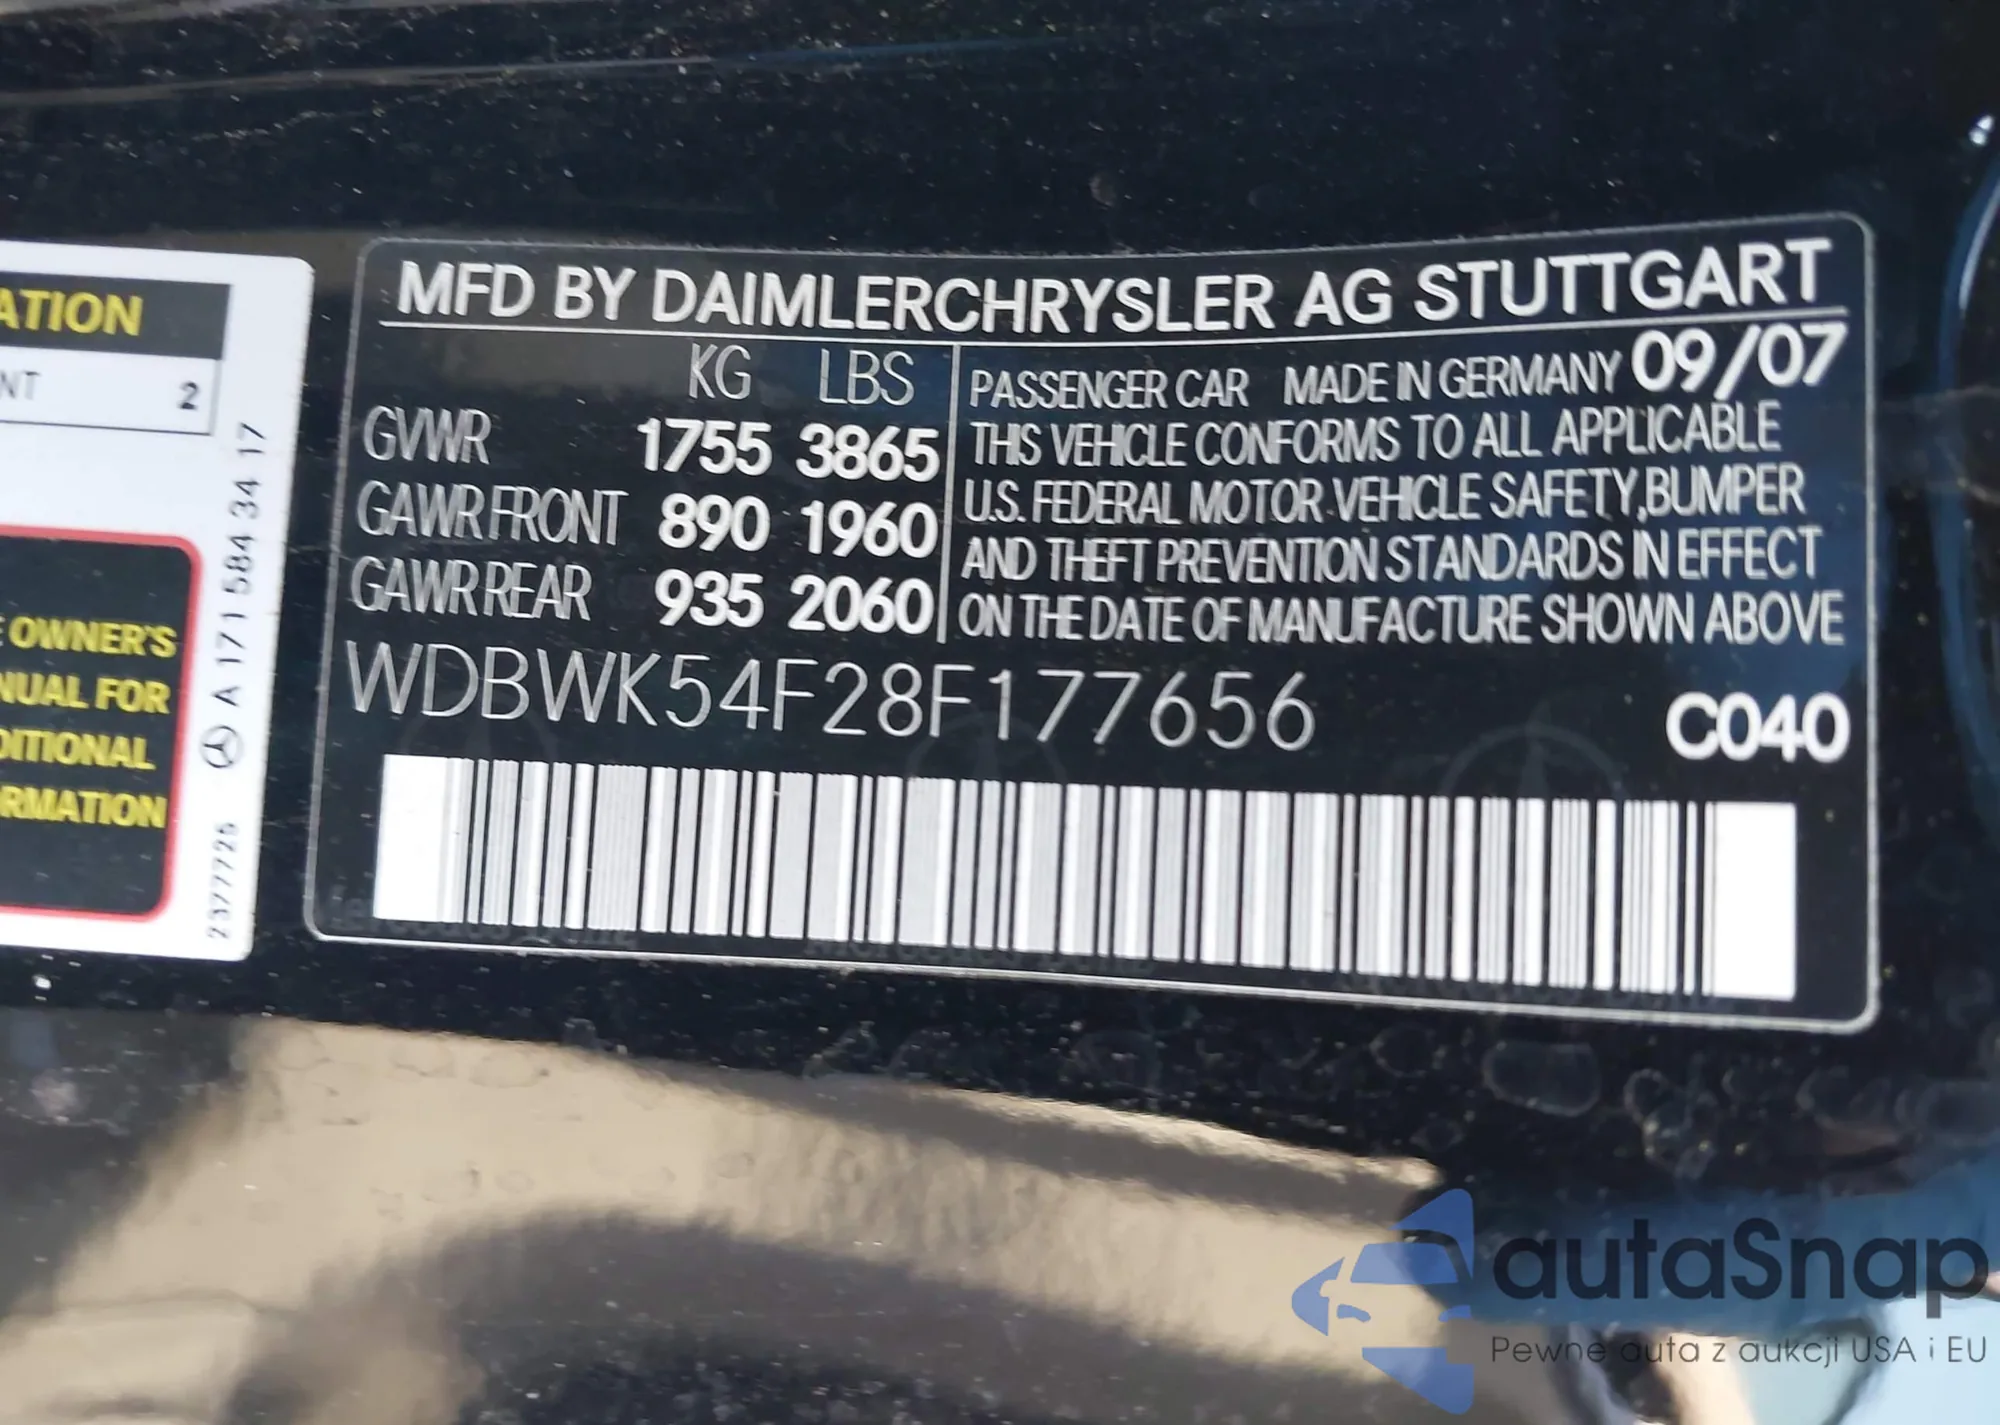 ATION
NT 2
OWNER'S
NUAL FOR
DITIONAL
RMATION
2377725 A 171 584 34 17
MFD BY DAIMLERCHRYSLER AG STUTTGART
KG LBS
GVWR 1755 3865
GAWR FRONT 890 1960
GAWR REAR 935 2060
PASSENGER CAR MADE IN GERMANY 09/07
THIS VEHICLE CONFORMS TO ALL APPLICABLE
U.S. FEDERAL MOTOR VEHICLE SAFETY,BUMPER
AND THEFT PREVENTION STANDARDS IN EFFECT
ON THE DATE OF MANUFACTURE SHOWN ABOVE
WDBWK54F28F177656 C040
autaSnap
Pewne auta z aukcji USA i EU